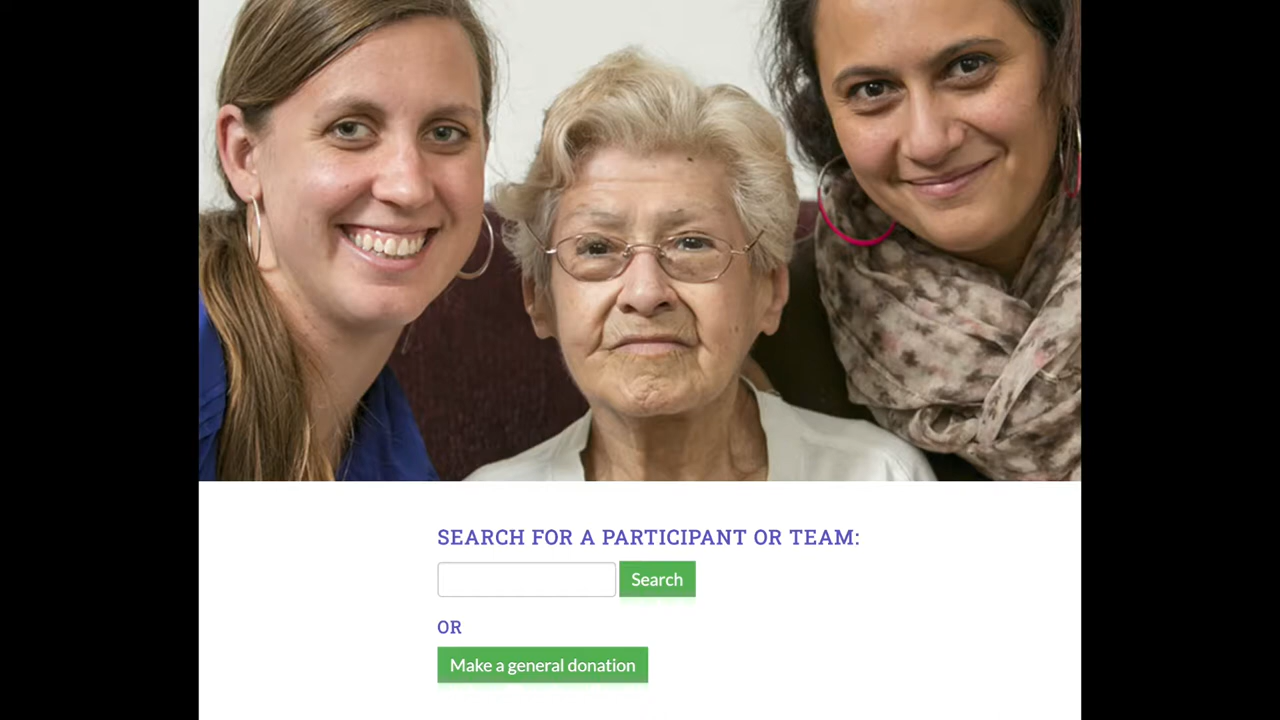 SEARCH FOR A PARTICIPANT OR TEAM:
Search
OR
Make a general donation